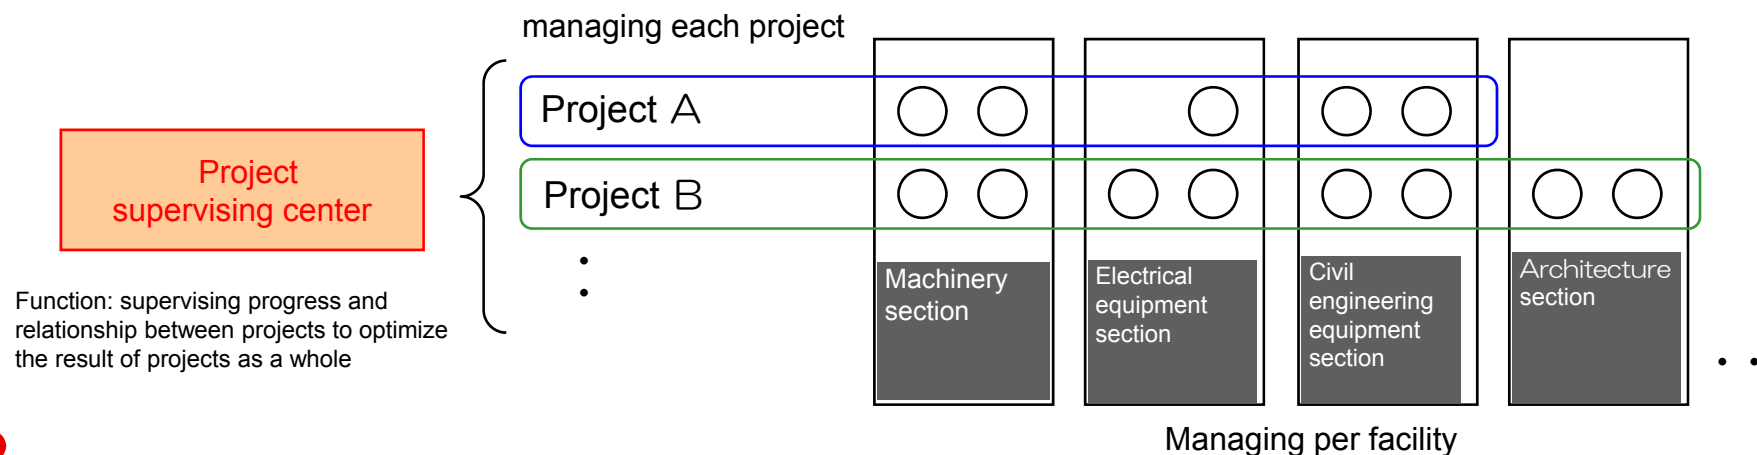 managing each project
Project A
Project B
Project
supervising center
Function: supervising progress and
relationship between projects to optimize
the result of projects as a whole
Machinery
section
Electrical
equipment
section
Civil
engineering
equipment
section
Architecture
section
Managing per facility